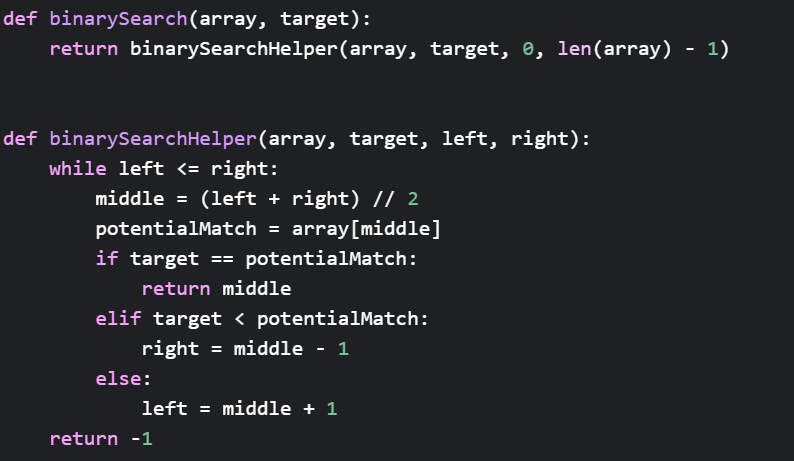 def binarySearch(array, target):
    return binarySearchHelper(array, target, 0, len(array) - 1)
def binarySearchHelper(array, target, left, right):
    while left <= right:
        middle = (left + right) // 2
        potentialMatch = array[middle]
        if target == potentialMatch:
            return middle
        elif target < potentialMatch:
            right = middle - 1
        else:
            left = middle + 1
    return -1